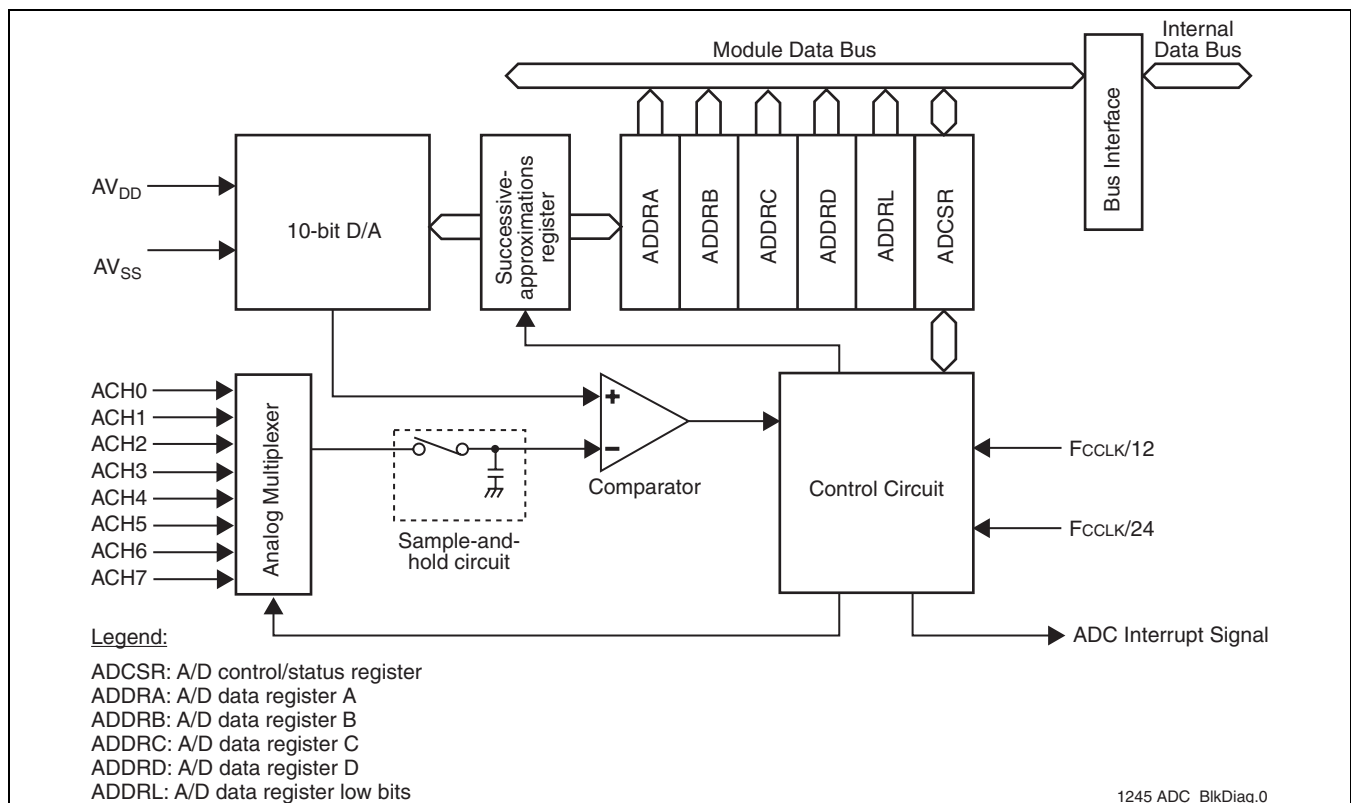 Module Data Bus
Internal
Data Bus
Bus Interface
AV_DD
AV_SS
10-bit D/A
Successive-
approximations
register
ADDRA
ADDRB
ADDRC
ADDRD
ADDRL
ADCSR
ACH0
ACH1
ACH2
ACH3
ACH4
ACH5
ACH6
ACH7
Analog Multiplexer
Sample-and-
hold circuit
+
–
Comparator
Control Circuit
FCCLK/12
FCCLK/24
ADC Interrupt Signal
Legend:
ADCSR: A/D control/status register
ADDRA: A/D data register A
ADDRB: A/D data register B
ADDRC: A/D data register C
ADDRD: A/D data register D
ADDRL: A/D data register low bits
1245 ADC_BlkDiag.0